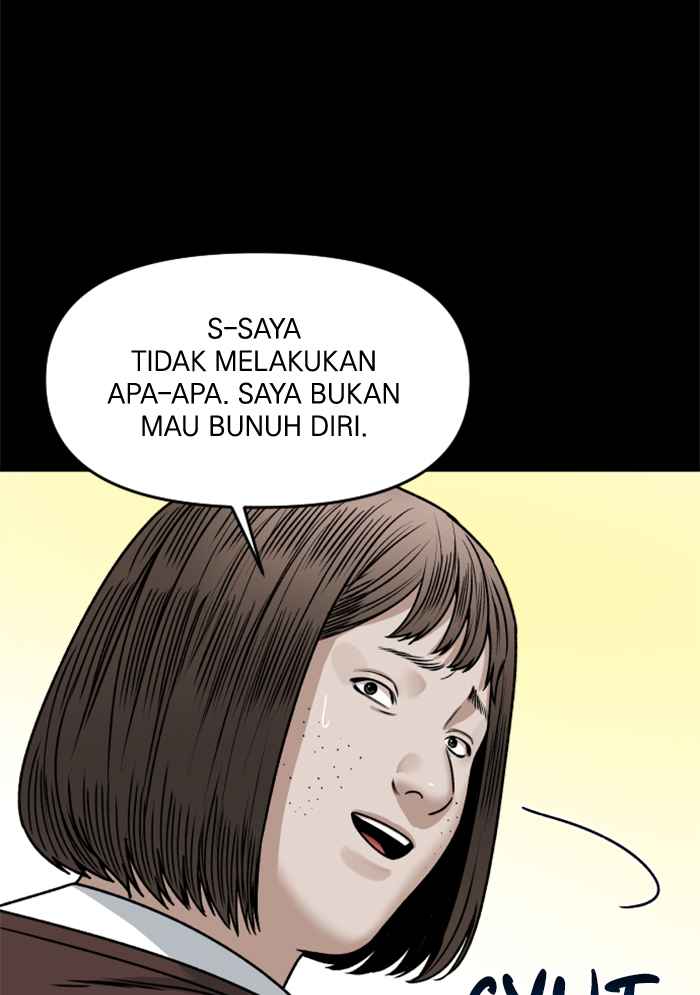 S-SAYA
TIDAK MELAKUKAN
APA-APA. SAYA BUKAN
MAU BUNUH DIRI.